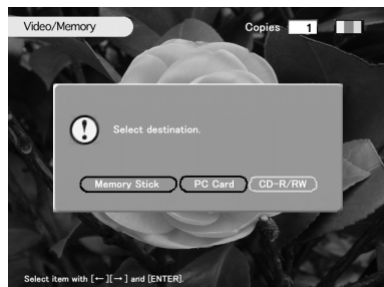 Video/Memory
Copies 1
Select destination.
Memory Stick PC Card CD-R/RW
Select item with [←][→] and [ENTER].